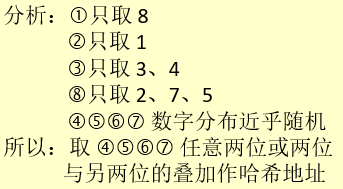 分析：①只取 8
②只取 1
③只取 3、4
⑧只取 2、7、5
④⑤⑥⑦ 数字分布近乎随机
所以：取 ④⑤⑥⑦ 任意两位或两位
与另两位的叠加作哈希地址